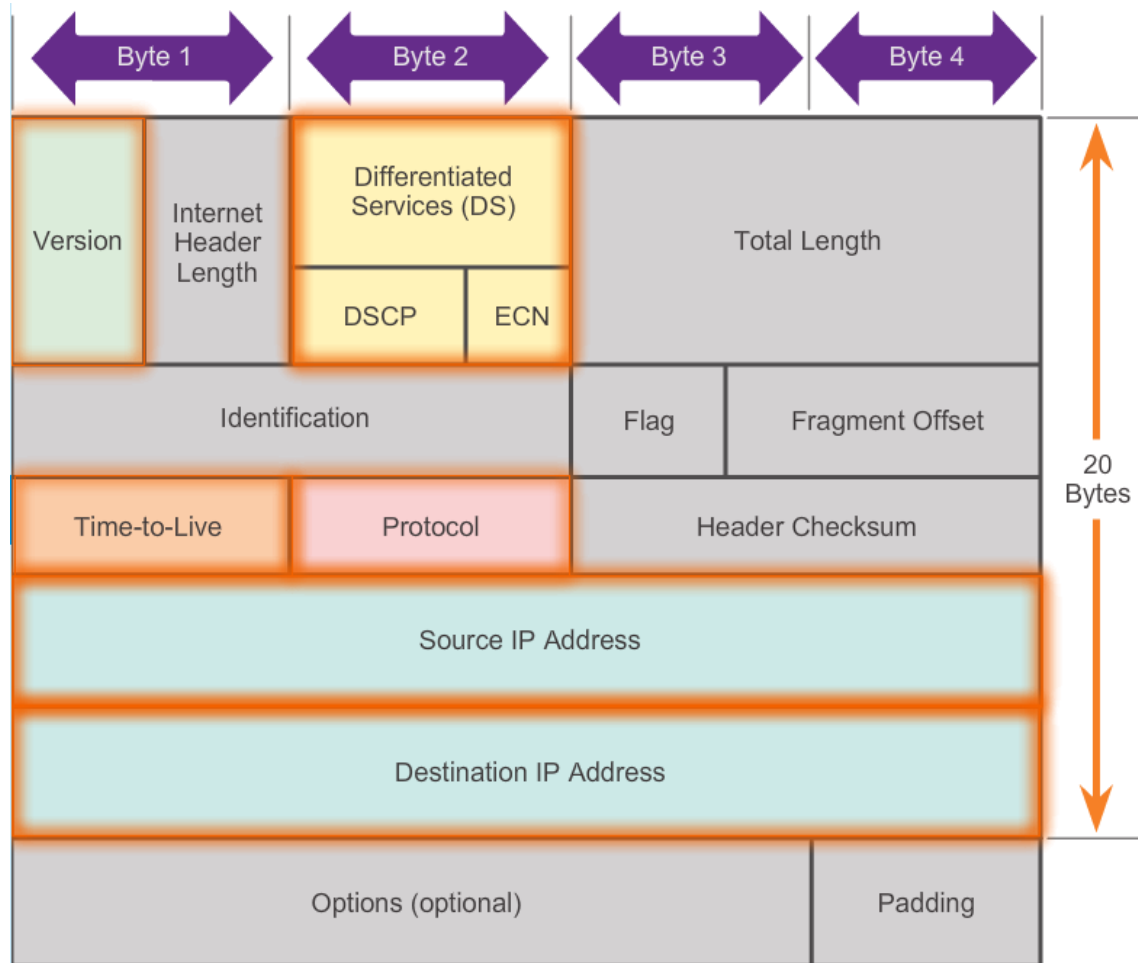 Byte 1
Byte 2
Byte 3
Byte 4
Version
Internet
Header
Length
Differentiated
Services (DS)
DSCP
ECN
Total Length
Identification
Flag
Fragment Offset
20
Bytes
Time-to-Live
Protocol
Header Checksum
Source IP Address
Destination IP Address
Options (optional)
Padding